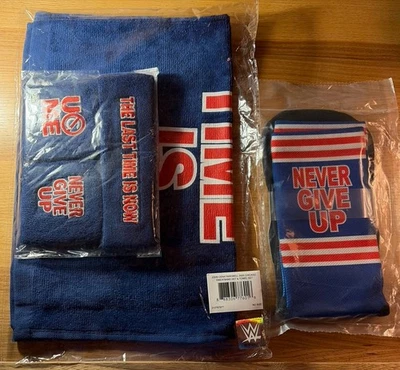 TIME
IS
U
ME
THE LAST TIME IS NOW
NEVER
GIVE
UP
NEVER
GIVE
UP
W